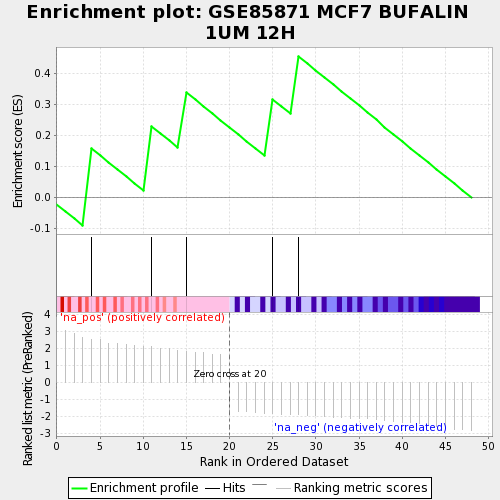 Enrichment plot: GSE85871 MCF7 BUFALIN
1UM 12H
Enrichment score (ES)
0.4
0.3
0.2
0.1
0.0
-0.1
'na_pos' (positively correlated)
Ranked list metric (PreRanked)
4
3
2
1
0
-1
-2
-3
Zero cross at 20
'na_neg' (negatively correlated)
0 5 10 15 20 25 30 35 40 45 50
Rank in Ordered Dataset
Enrichment profile Hits Ranking metric scores